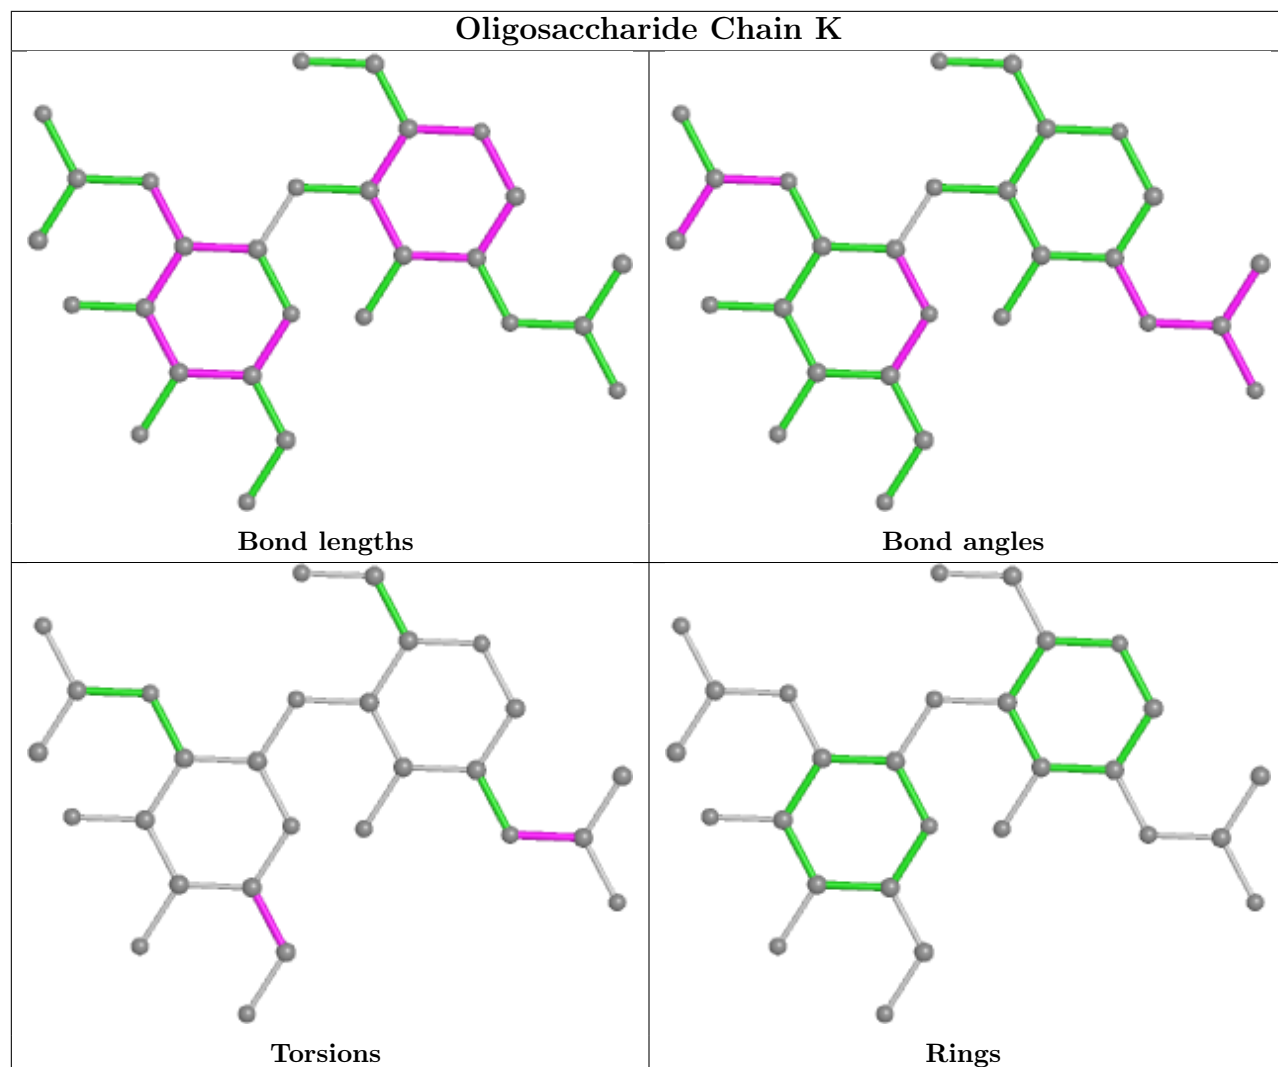 Oligosaccharide Chain K
Bond lengths
Bond angles
Torsions
Rings